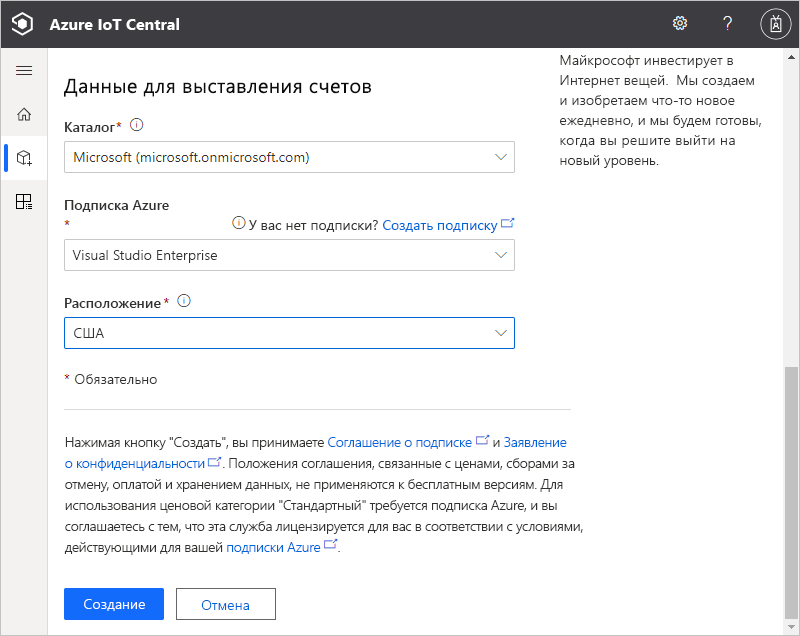 Azure IoT Central
?
Майкрософт инвестирует в
Интернет вещей. Мы создаем
и изобретаем что-то новое
ежедневно, и мы будем готовы,
когда вы решите выйти на
новый уровень.
Данные для выставления счетов
Каталог*
Microsoft (microsoft.onmicrosoft.com)
Подписка Azure
* У вас нет подписки? Создать подписку
Visual Studio Enterprise
Расположение *
США
* Обязательно
Нажимая кнопку "Создать", вы принимаете Соглашение о подписке и Заявление
о конфиденциальности. Положения соглашения, связанные с ценами, сборами за
отмену, оплатой и хранением данных, не применяются к бесплатным версиям. Для
использования ценовой категории "Стандартный" требуется подписка Azure, и вы
соглашаетесь с тем, что эта служба лицензируется для вас в соответствии с условиями,
действующими для вашей подписки Azure.
Создание
Отмена